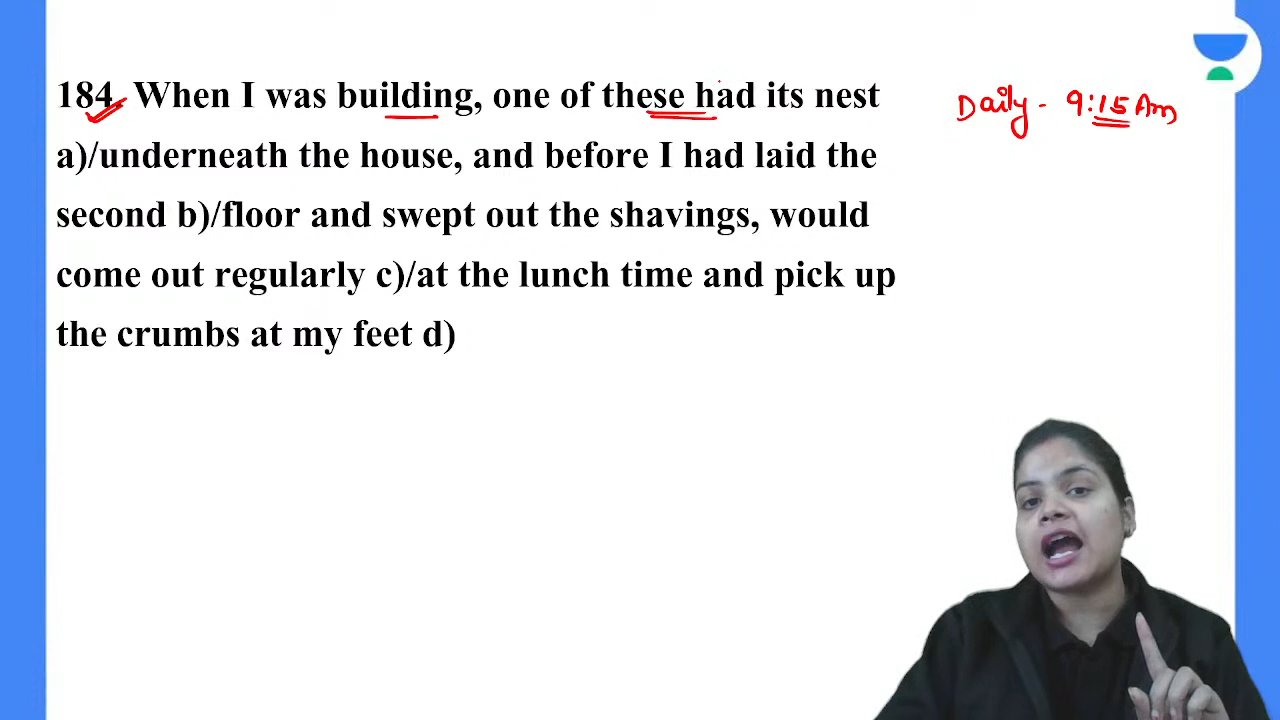 184. When I was building, one of these had its nest
a)/underneath the house, and before I had laid the
second b)/floor and swept out the shavings, would
come out regularly c)/at the lunch time and pick up
the crumbs at my feet d)
Daily - 9:15 Am